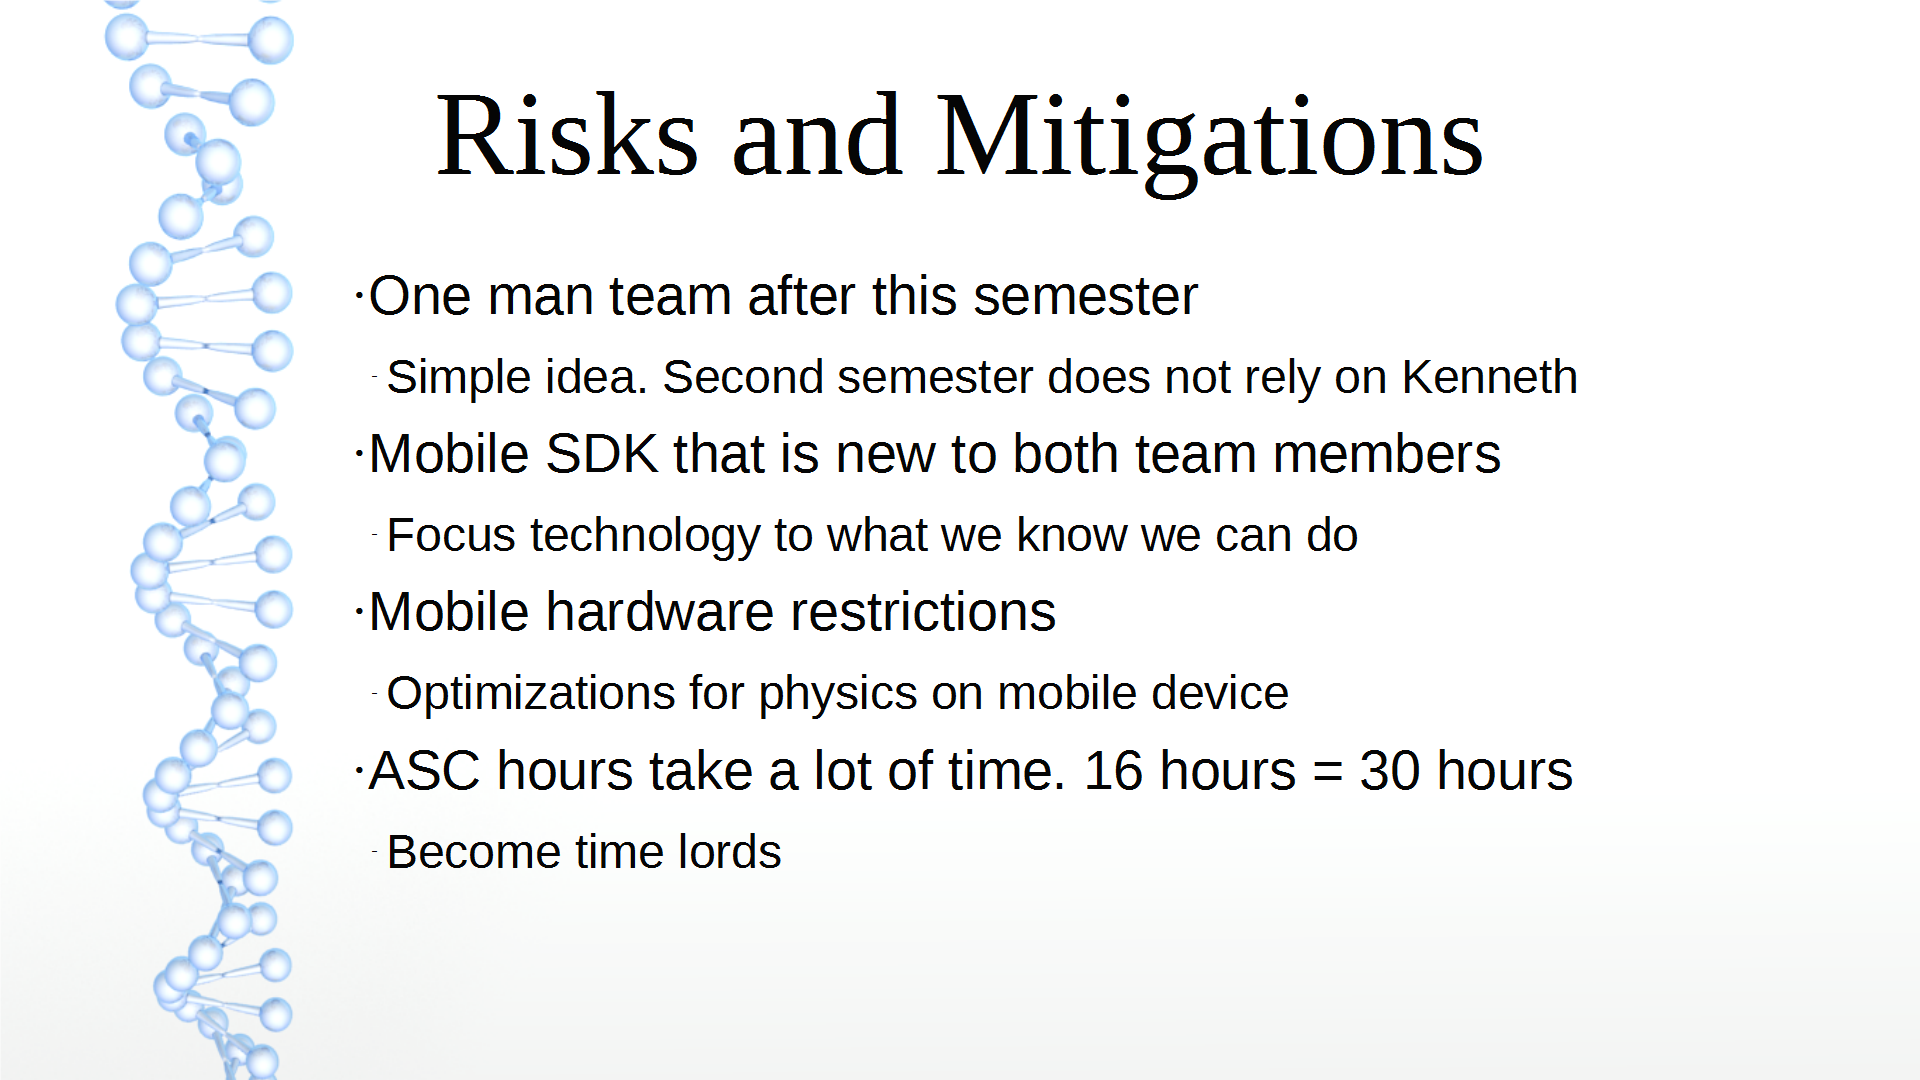 Risks and Mitigations
·One man team after this semester
- Simple idea. Second semester does not rely on Kenneth
·Mobile SDK that is new to both team members
- Focus technology to what we know we can do
·Mobile hardware restrictions
- Optimizations for physics on mobile device
·ASC hours take a lot of time. 16 hours = 30 hours
- Become time lords